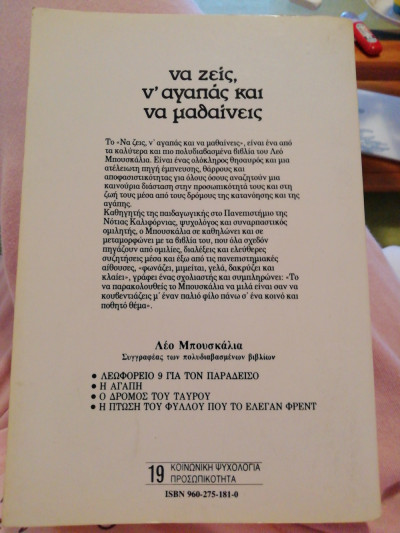 να ζεις,
ν' αγαπάς και
να μαθαίνεις
Το «Να ζεις, ν' αγαπάς και να μαθαίνεις», είναι ένα από
τα καλύτερα και πιο πολυδιαβασμένα βιβλία του Λεό
Μπουσκάλια. Είναι ένας ολόκληρος θησαυρός και μια
ατέλειωτη πηγή έμπνευσης, θάρρους και
αποφασιστικότητας για όλους όσους αναζητούν μια
καινούρια διάσταση στην προσωπικότητά τους και στη
ζωή τους μέσα από τους δρόμους της κατανόησης και της
αγάπης.
Καθηγητής της παιδαγωγικής στο Πανεπιστήμιο της
Νότιας Καλιφόρνιας, ψυχολόγος και συναρπαστικός
ομιλητής, ο Μπουσκάλια σε καθηλώνει και σε
μεταμορφώνει με τα βιβλία του, που όλα σχεδόν
πηγάζουν από ομιλίες, διαλέξεις και ελεύθερες
συζητήσεις μέσα και έξω από τις πανεπιστημιακές
αίθουσες, «φωνάζει, μιμείται, γελά, δακρύζει και
κλαίει», γράφει ένας σχολιαστής και συμπληρώνει: «Το
να παρακολουθείς το Μπουσκάλια να μιλά είναι σαν να
κουβεντιάζεις μ' έναν παλιό φίλο πάνω σ' ένα κοινό και
ποθητό θέμα».
Λέο Μπουσκάλια
Συγγραφέας των πολυδιαβασμένων βιβλίων
• ΛΕΩΦΟΡΕΙΟ 9 ΓΙΑ ΤΟΝ ΠΑΡΑΔΕΙΣΟ
• Η ΑΓΑΠΗ
• Ο ΔΡΟΜΟΣ ΤΟΥ ΤΑΥΡΟΥ
• Η ΠΤΩΣΗ ΤΟΥ ΦΥΛΛΟΥ ΠΟΥ ΤΟ ΕΛΕΓΑΝ ΦΡΕΝΤ
19 ΚΟΙΝΩΝΙΚΗ ΨΥΧΟΛΟΓΙΑ
ΠΡΟΣΩΠΙΚΟΤΗΤΑ
ISBN 960-275-181-0